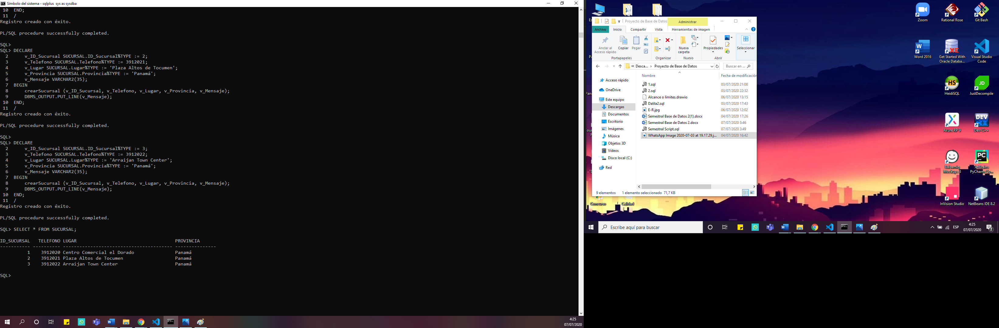 Símbolo del sistema - sqlplus  sys as sysdba
 10  END;
 11  /
Registro creado con éxito.
PL/SQL procedure successfully completed.
SQL>
SQL> DECLARE
  2      v_ID_Sucursal SUCURSAL.ID_Sucursal%TYPE := 2;
  3      v_Telefono SUCURSAL.Telefono%TYPE := 3912021;
  4      v_Lugar SUCURSAL.Lugar%TYPE := 'Plaza Altos de Tocumen';
  5      v_Provincia SUCURSAL.Provincia%TYPE := 'Panamá';
  6      v_Mensaje VARCHAR2(35);
  7  BEGIN
  8      crearSucursal (v_ID_Sucursal, v_Telefono, v_Lugar, v_Provincia, v_Mensaje);
  9      DBMS_OUTPUT.PUT_LINE(v_Mensaje);
 10  END;
 11  /
Registro creado con éxito.
PL/SQL procedure successfully completed.
SQL>
SQL> DECLARE
  2      v_ID_Sucursal SUCURSAL.ID_Sucursal%TYPE := 3;
  3      v_Telefono SUCURSAL.Telefono%TYPE := 3912022;
  4      v_Lugar SUCURSAL.Lugar%TYPE := 'Arraijan Town Center';
  5      v_Provincia SUCURSAL.Provincia%TYPE := 'Panamá';
  6      v_Mensaje VARCHAR2(35);
  7  BEGIN
  8      crearSucursal (v_ID_Sucursal, v_Telefono, v_Lugar, v_Provincia, v_Mensaje);
  9      DBMS_OUTPUT.PUT_LINE(v_Mensaje);
 10  END;
 11  /
Registro creado con éxito.
PL/SQL procedure successfully completed.
SQL> SELECT * FROM SUCURSAL;
ID_SUCURSAL   TELEFONO LUGAR                                    PROVINCIA
----------- ---------- ---------------------------------------- ---------------
          1    3912020 Centro Comercial el Dorado               Panamá
          2    3912021 Plaza Altos de Tocumen                   Panamá
          3    3912022 Arraijan Town Center                     Panamá
SQL>
4:25
07/07/2020
Proyecto de Base de Datos
Administrar
Archivo Inicio Compartir Vista Herramientas de imagen
Anclar al Acceso rápido
Copiar
Pegar
Nueva carpeta
Propiedades
Seleccionar
Portapapeles Organizar Nuevo Abrir
« Desca... › Proyecto de Base de Datos
Buscar en ...
Nombre Fecha de modificación
Acceso rápido
OneDrive
Este equipo
Descargas
Documentos
Escritorio
Imágenes
Música
Objetos 3D
Vídeos
Disco local (C:)
Red
1.sql 03/07/2020 21:08
2.sql 03/07/2020 22:32
Alcance o limites.drawio 06/07/2020 13:15
Dalila2.sql 03/07/2020 17:43
E-R.jpg 06/07/2020 12:02
Semestral Base de Datos 2(1).docx 04/07/2020 17:26
Semestral Base de Datos 2.docx 07/07/2020 3:46
Semestral Script.sql 07/07/2020 3:49
WhatsApp Image 2020-07-03 at 19.17.29.j... 04/07/2020 16:42
9 elementos 1 elemento seleccionado 71,7 KB
Concurso
Calidad
Zoom
Rational Rose
Git Bash
Word 2016
Get Started With Oracle Databa...
Visual Studio Code
HeidiSQL
JustDecompile
Axure RP 9
Dev-C++
Balsamiq Mockups 3
JetBrains PyCharm Co...
InVision Studio
NetBeans IDE 8.2
Escribe aquí para buscar
ESP
4:25
07/07/2020
2